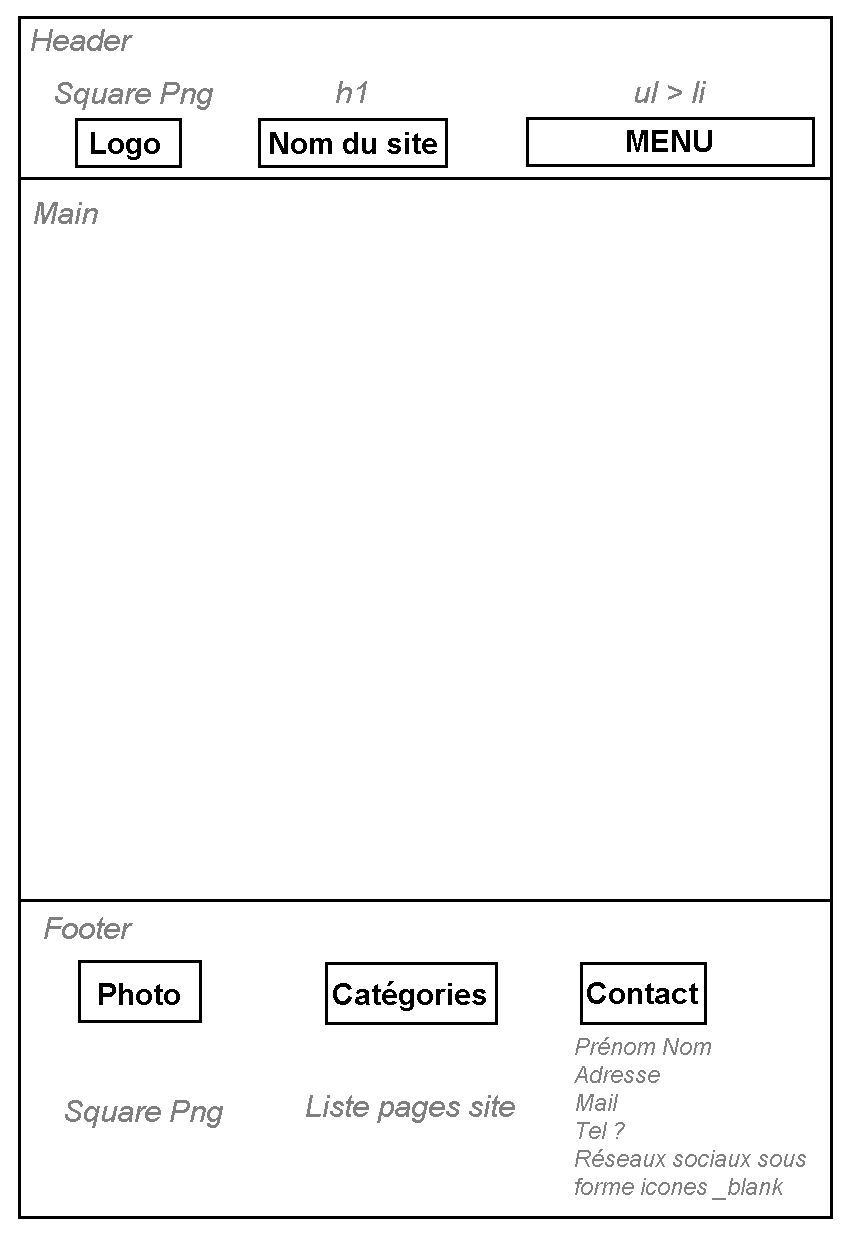 Header
Square Png
h1
ul > li
Logo
Nom du site
MENU
Main
Footer
Photo
Catégories
Contact
Square Png
Liste pages site
Prénom Nom
Adresse
Mail
Tel ?
Réseaux sociaux sous
forme icones _blank